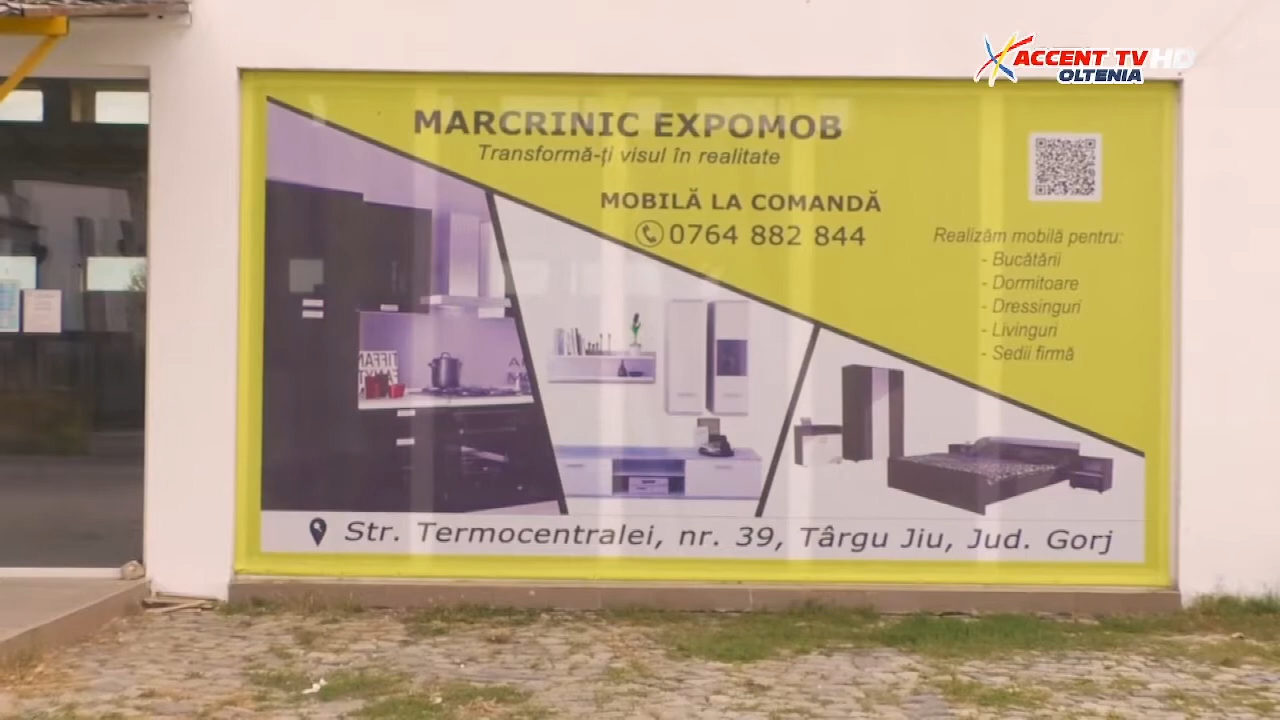 ACCENT TV HD
OLTENIA
MARCRINIC EXPOMOB
Transformă-ți visul în realitate
MOBILĂ LA COMANDĂ
0764 882 844
Realizăm mobilă pentru:
- Bucătării
- Dormitoare
- Dressinguri
- Livinguri
- Sedii firmă
Str. Termocentralei, nr. 39, Târgu Jiu, Jud. Gorj